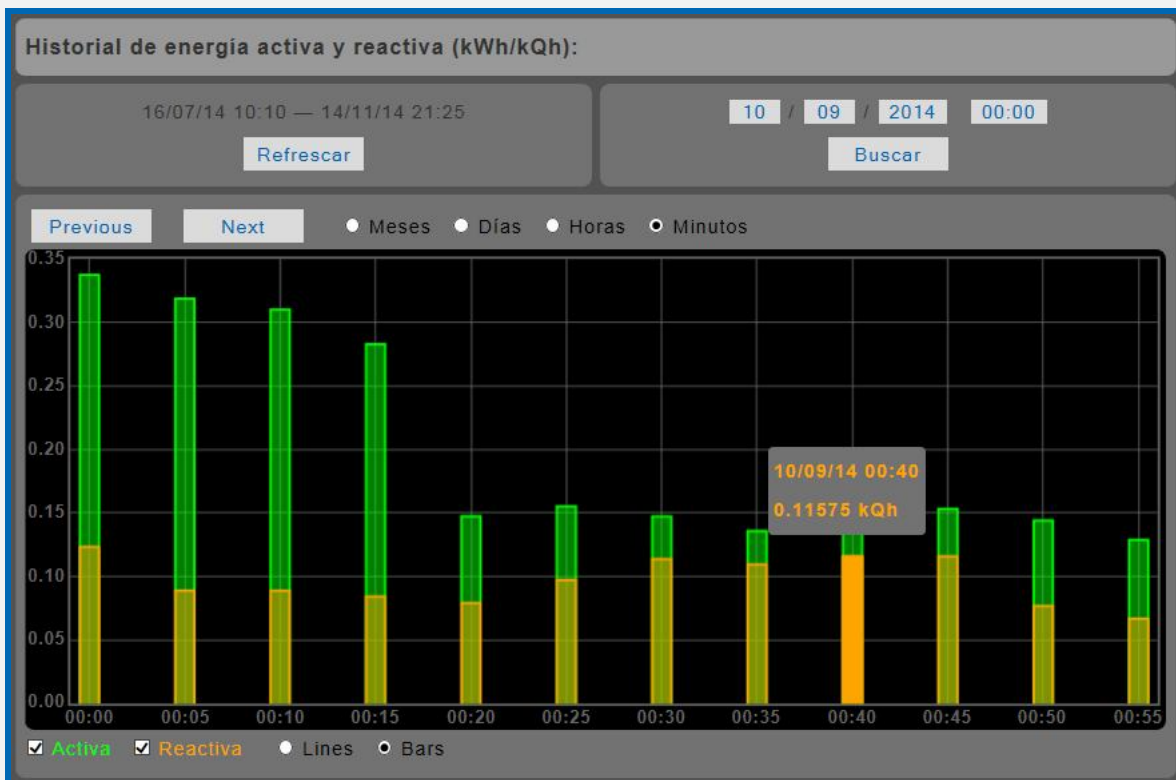 Historial de energía activa y reactiva (kWh/kQh):
16/07/14 10:10 — 14/11/14 21:25
Refrescar
10 / 09 / 2014 00:00
Buscar
Previous Next Meses Días Horas Minutos
0.35
0.30
0.25
0.20
0.15
0.10
0.05
0.00
10/09/14 00:40
0.11575 kQh
00:00 00:05 00:10 00:15 00:20 00:25 00:30 00:35 00:40 00:45 00:50 00:55
Activa Reactiva Lines Bars